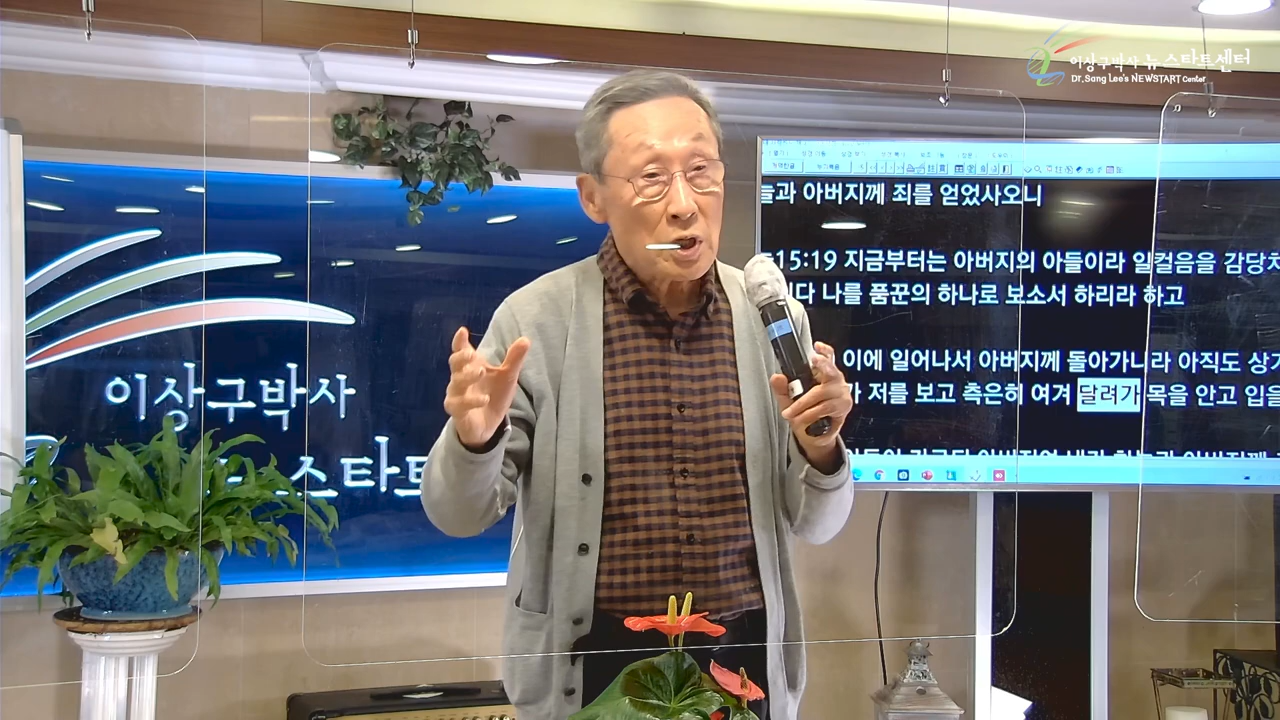 이상구박사 뉴스타트센터
Dr. Sang Lee's NEWSTART Center
이상구박사
스타트
늘과 아버지께 죄를 얻었사오니
15:19 지금부터는 아버지의 아들이라 일컬음을 감당치
다 나를 품꾼의 하나로 보소서 하리라 하고
이에 일어나서 아버지께 돌아가니라 아직도 상거
가 저를 보고 측은히 여겨 달려가 목을 안고 입을